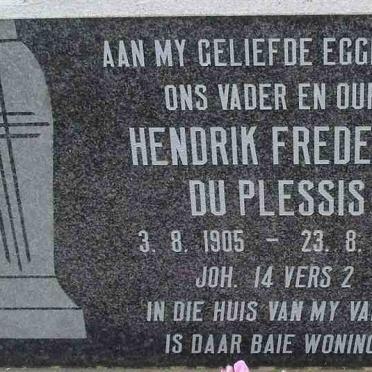 AAN MY GELIEFDE EGG
ONS VADER EN OUP
HENDRIK FREDE
DU PLESSIS
3. 8. 1905 – 23. 8.
JOH. 14 VERS 2
IN DIE HUIS VAN MY VA
IS DAAR BAIE WONING